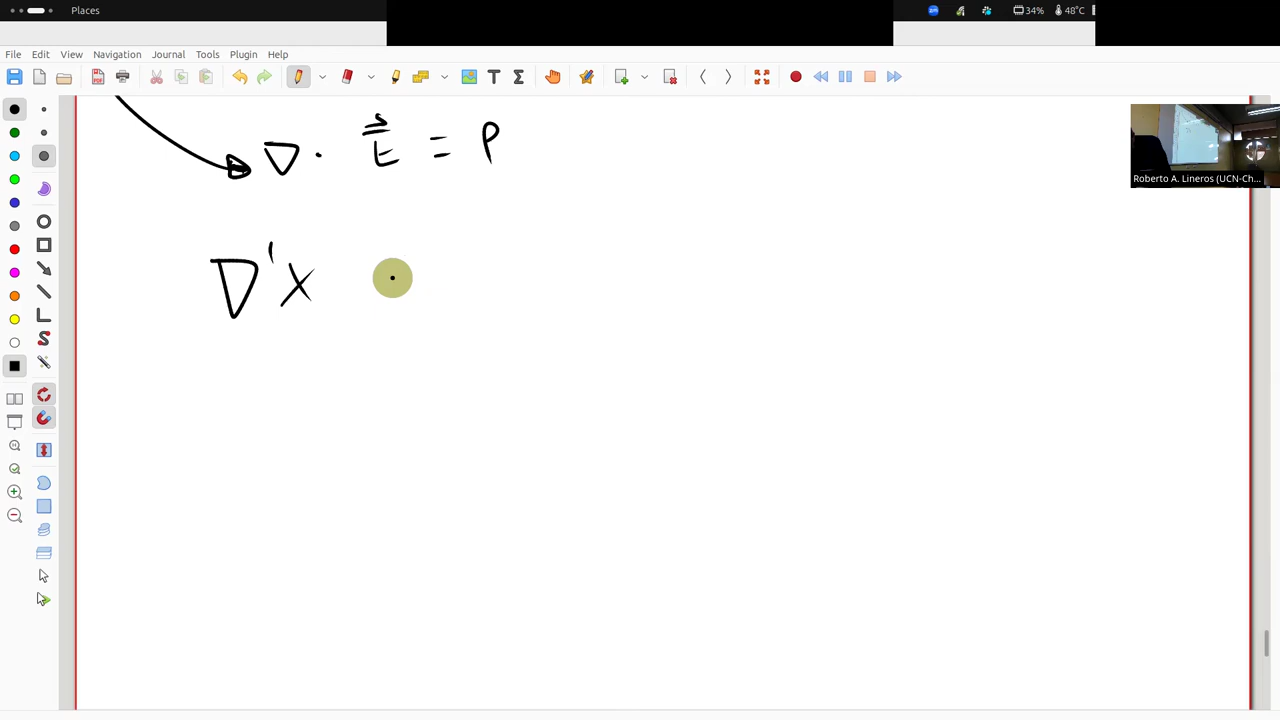 Places
34% 48°C
File Edit View Navigation Journal Tools Plugin Help
Roberto A. Lineros (UCN-Ch...
∇ · E⃗ = ρ
∇' ×